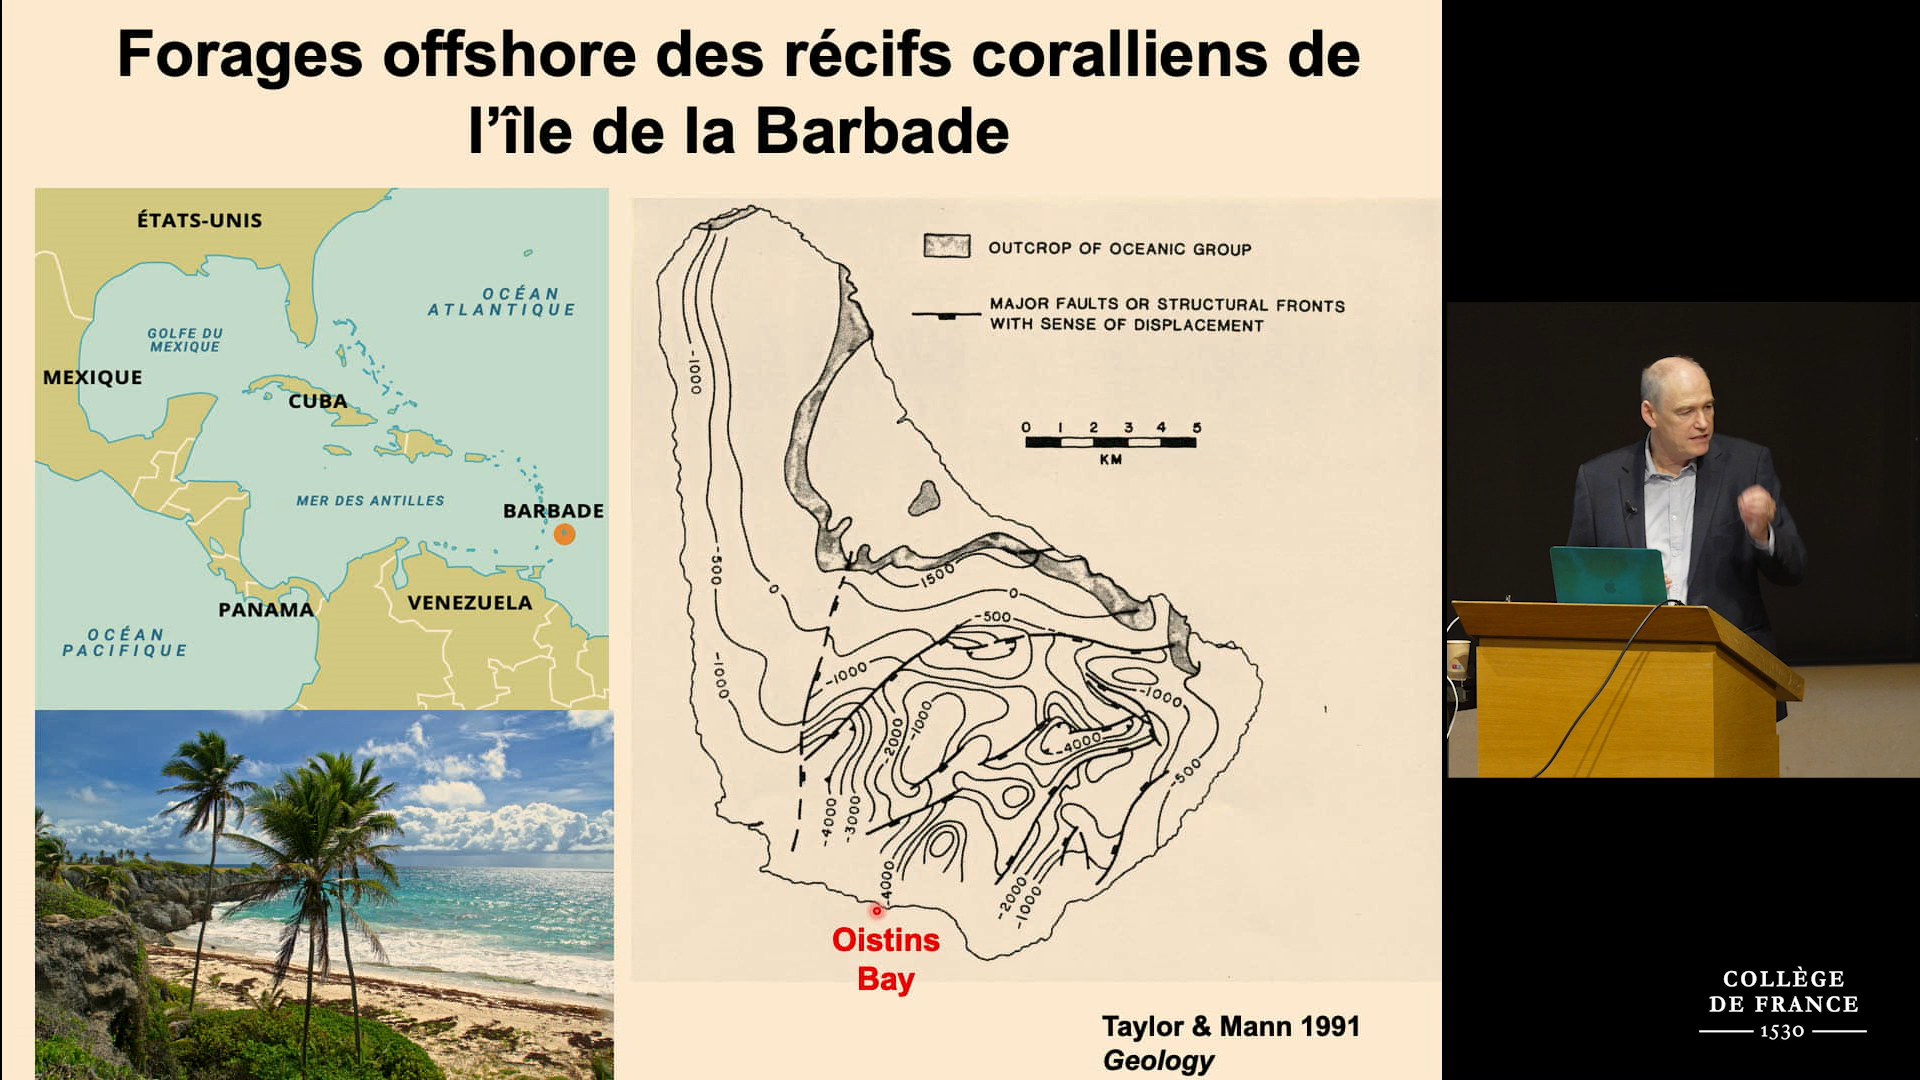 Forages offshore des récifs coralliens de
l'île de la Barbade
ÉTATS-UNIS
OCÉAN
ATLANTIQUE
GOLFE DU
MEXIQUE
MEXIQUE
CUBA
MER DES ANTILLES
BARBADE
PANAMA
VENEZUELA
OCÉAN
PACIFIQUE
OUTCROP OF OCEANIC GROUP
MAJOR FAULTS OR STRUCTURAL FRONTS
WITH SENSE OF DISPLACEMENT
0 1 2 3 4 5
KM
-1000
-500
0
1500
0
-500
-1000
-1000
-1000
-2000
-1000
-4000
-500
-4000
-3000
-4000
-2000
-1000
Oistins
Bay
Taylor & Mann 1991
Geology
COLLÈGE
DE FRANCE
1530